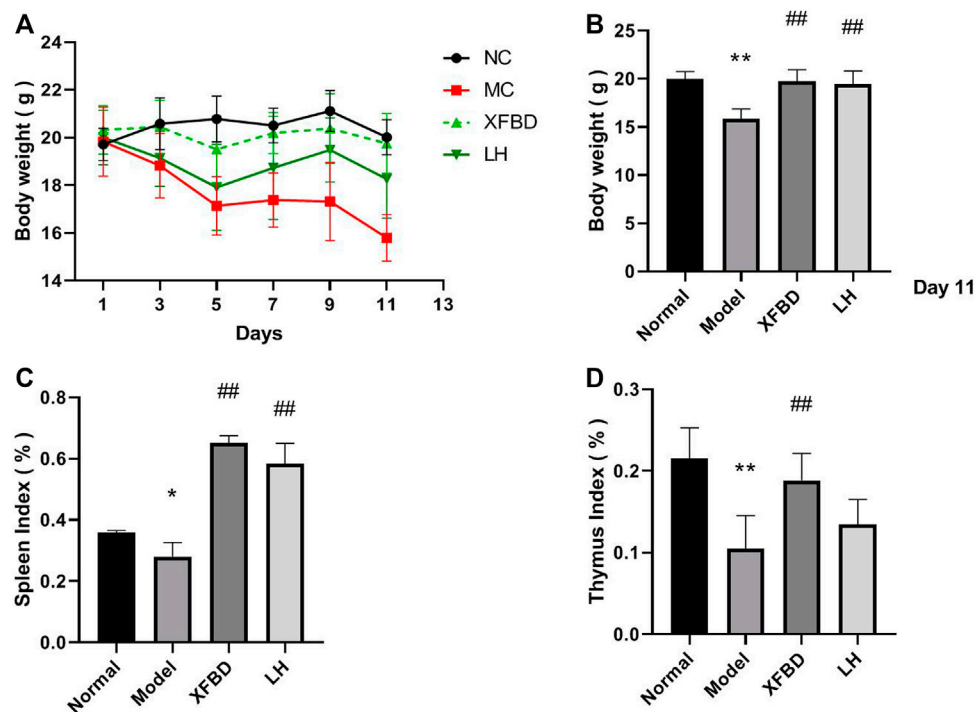 A
Body weight ( g )
22
20
18
16
14
1 3 5 7 9 11 13
Days
NC
MC
XFBD
LH
B
Body weight ( g )
25
20
15
10
5
0
**
##
##
Normal Model XFBD LH
Day 11
C
Spleen Index ( % )
0.8
0.6
0.4
0.2
0.0
*
##
##
Normal Model XFBD LH
D
Thymus Index ( % )
0.3
0.2
0.1
0.0
**
##
Normal Model XFBD LH